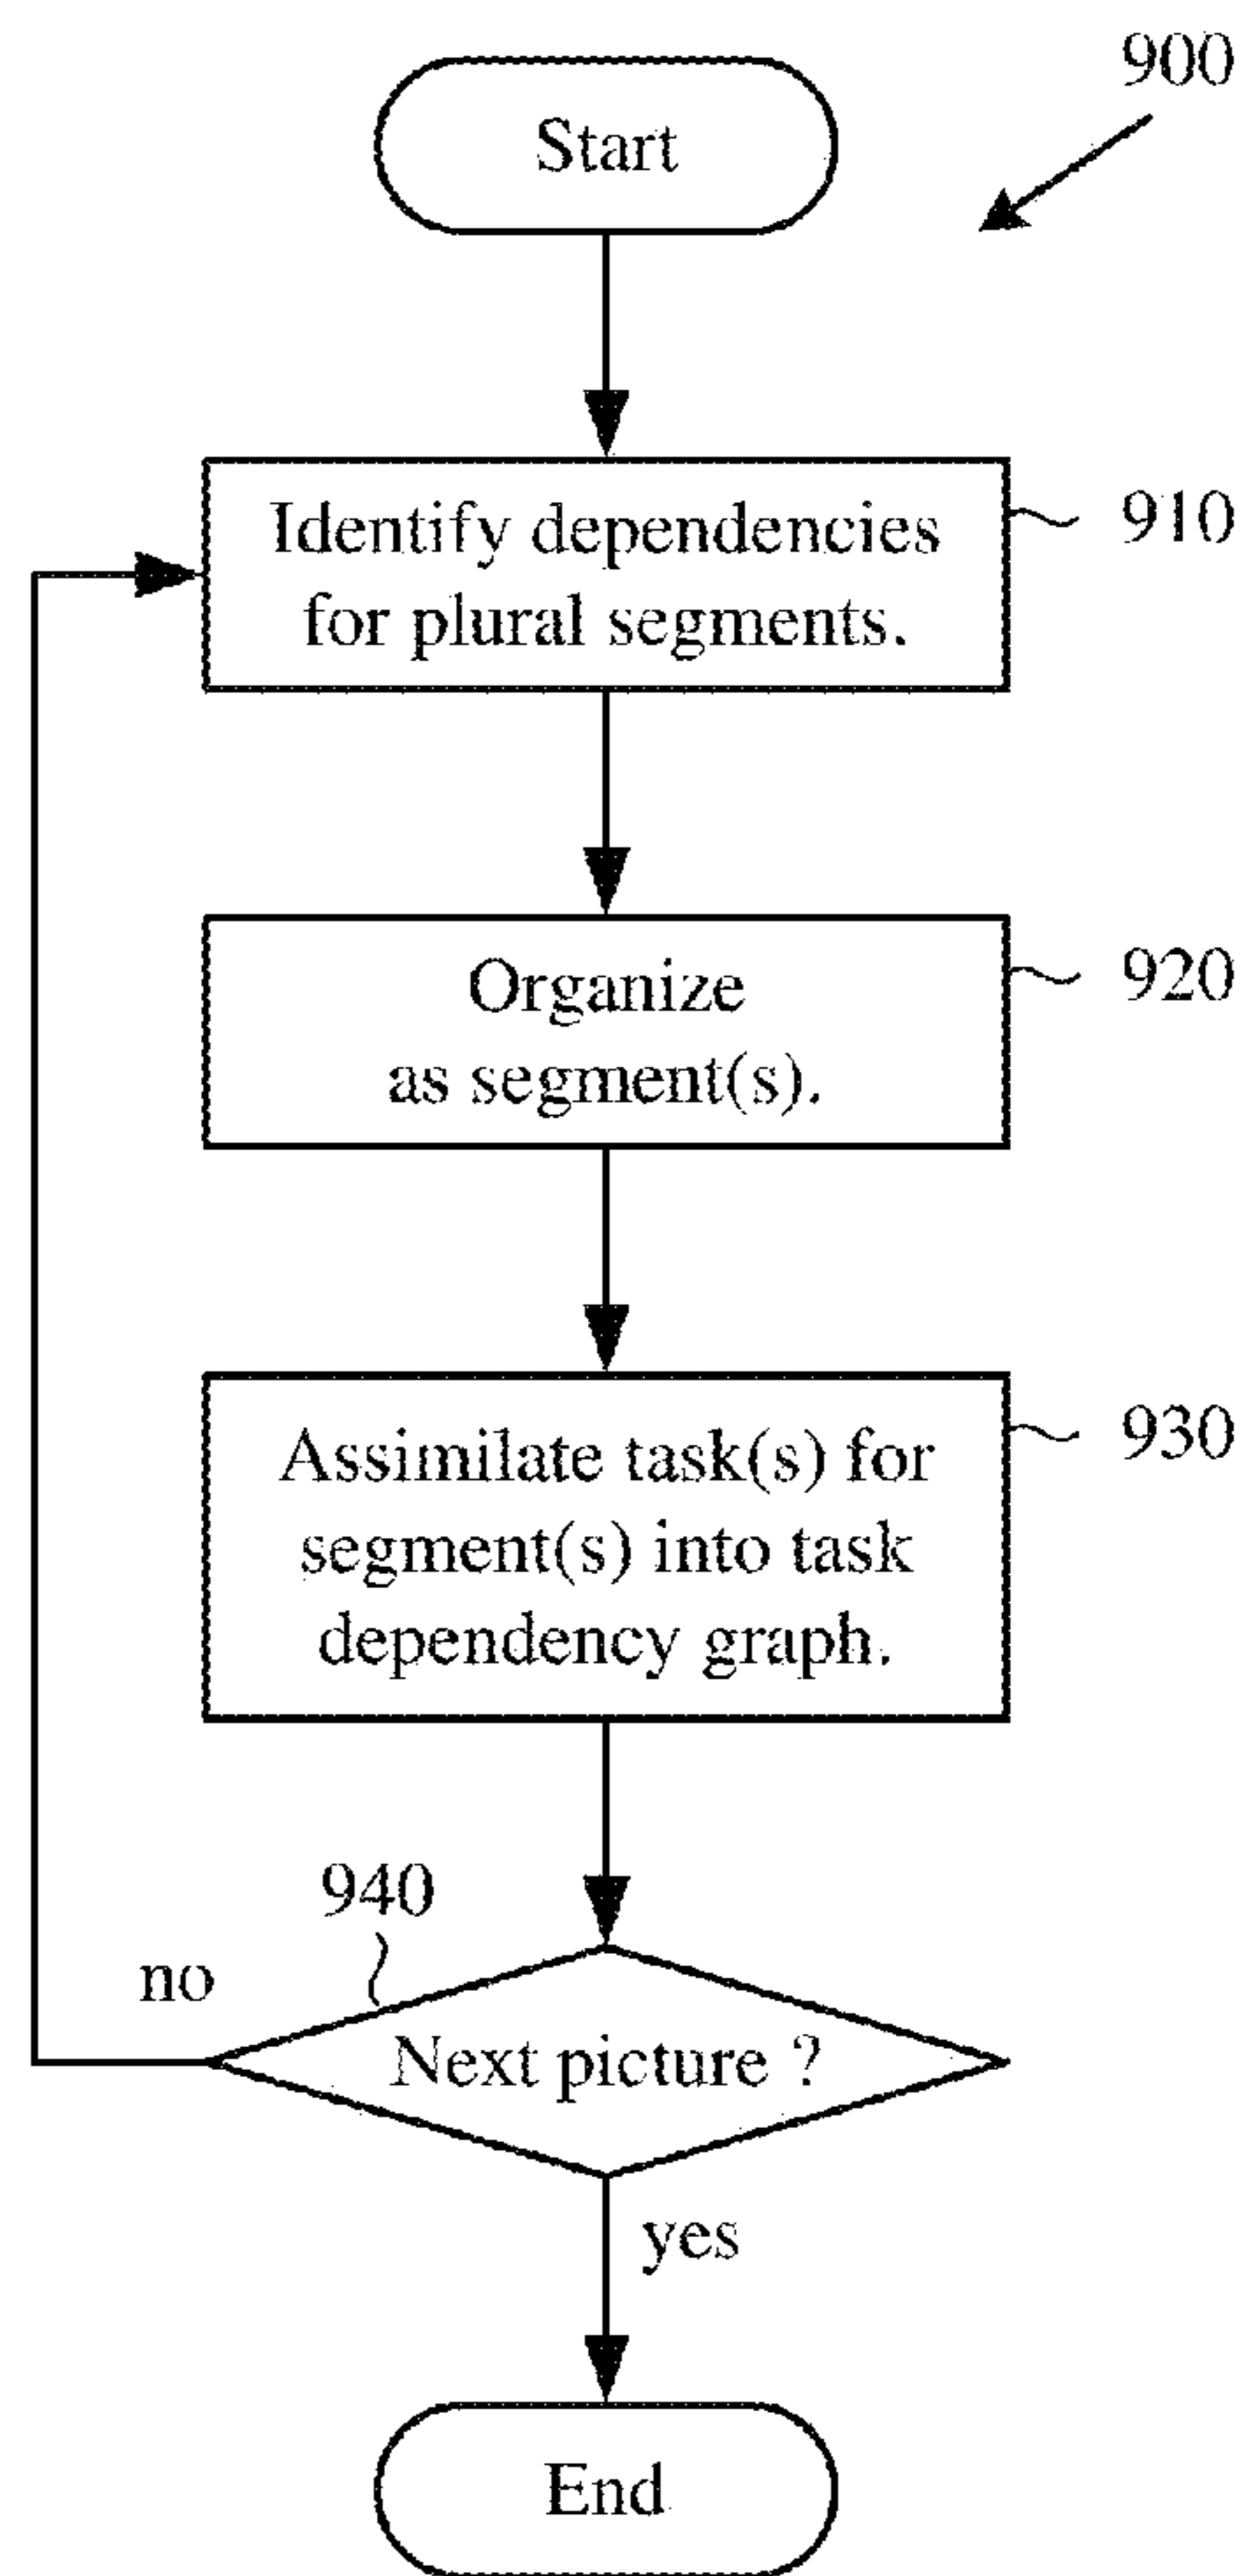 900
Start
Identify dependencies
for plural segments.
910
Organize
as segment(s).
920
Assimilate task(s) for
segment(s) into task
dependency graph.
930
940
no
Next picture ?
yes
End